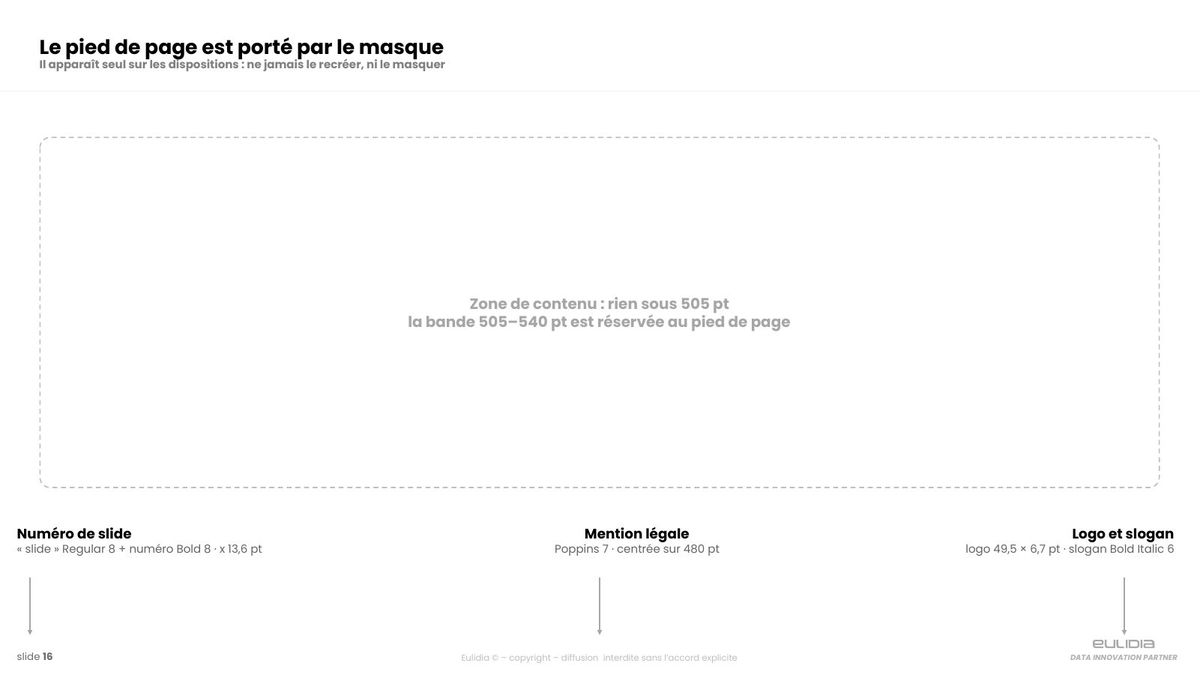 Le pied de page est porté par le masque
Il apparaît seul sur les dispositions : ne jamais le recréer, ni le masquer
Zone de contenu : rien sous 505 pt
la bande 505–540 pt est réservée au pied de page
Numéro de slide
« slide » Regular 8 + numéro Bold 8 · x 13,6 pt
Mention légale
Poppins 7 · centrée sur 480 pt
Logo et slogan
logo 49,5 × 6,7 pt · slogan Bold Italic 6
slide 16
Eulidia © – copyright – diffusion  interdite sans l'accord explicite
EULIDIA
DATA INNOVATION PARTNER